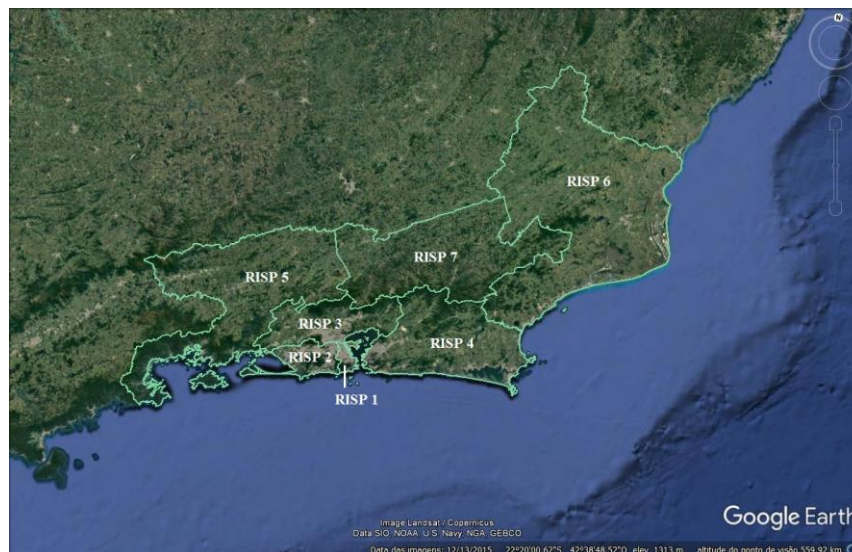 N
RISP 6
RISP 7
RISP 5
RISP 3
RISP 4
RISP 2
RISP 1
Image Landsat / Copernicus
Data SIO, NOAA, U.S. Navy, NGA, GEBCO
Google Earth
Data das imagens: 12/13/2015 22°20'00.62"S 42°38'48.52"O elev. 1313 m altitude do ponto de visão 559.92 km